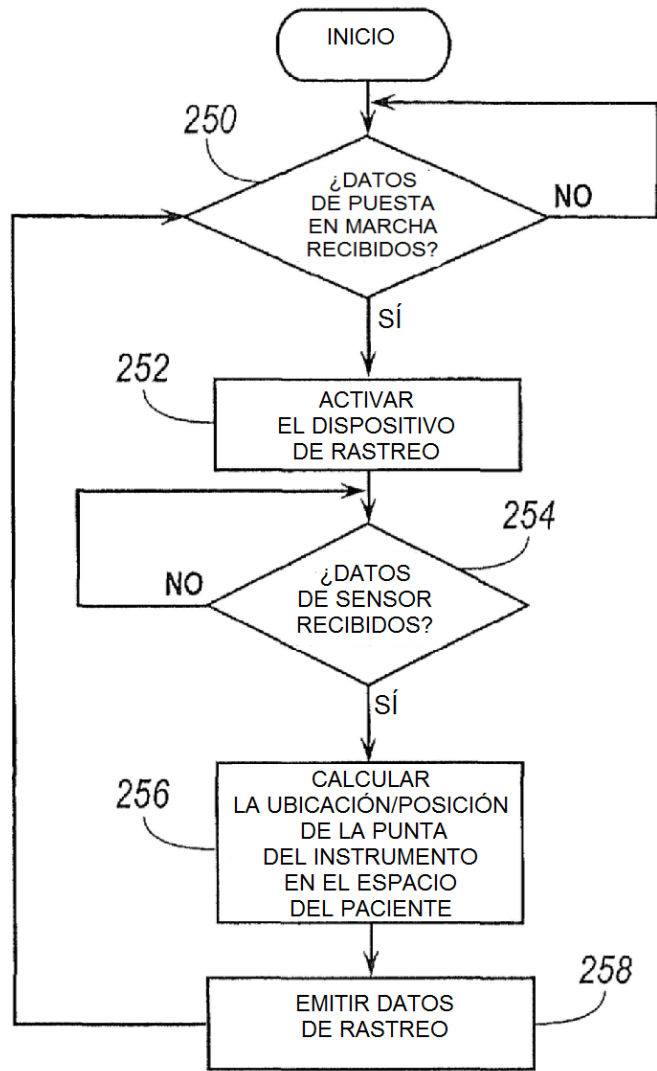 INICIO
250
¿DATOS
DE PUESTA
EN MARCHA
RECIBIDOS?
NO
SÍ
252
ACTIVAR
EL DISPOSITIVO
DE RASTREO
254
NO
¿DATOS
DE SENSOR
RECIBIDOS?
SÍ
256
CALCULAR
LA UBICACIÓN/POSICIÓN
DE LA PUNTA
DEL INSTRUMENTO
EN EL ESPACIO
DEL PACIENTE
258
EMITIR DATOS
DE RASTREO